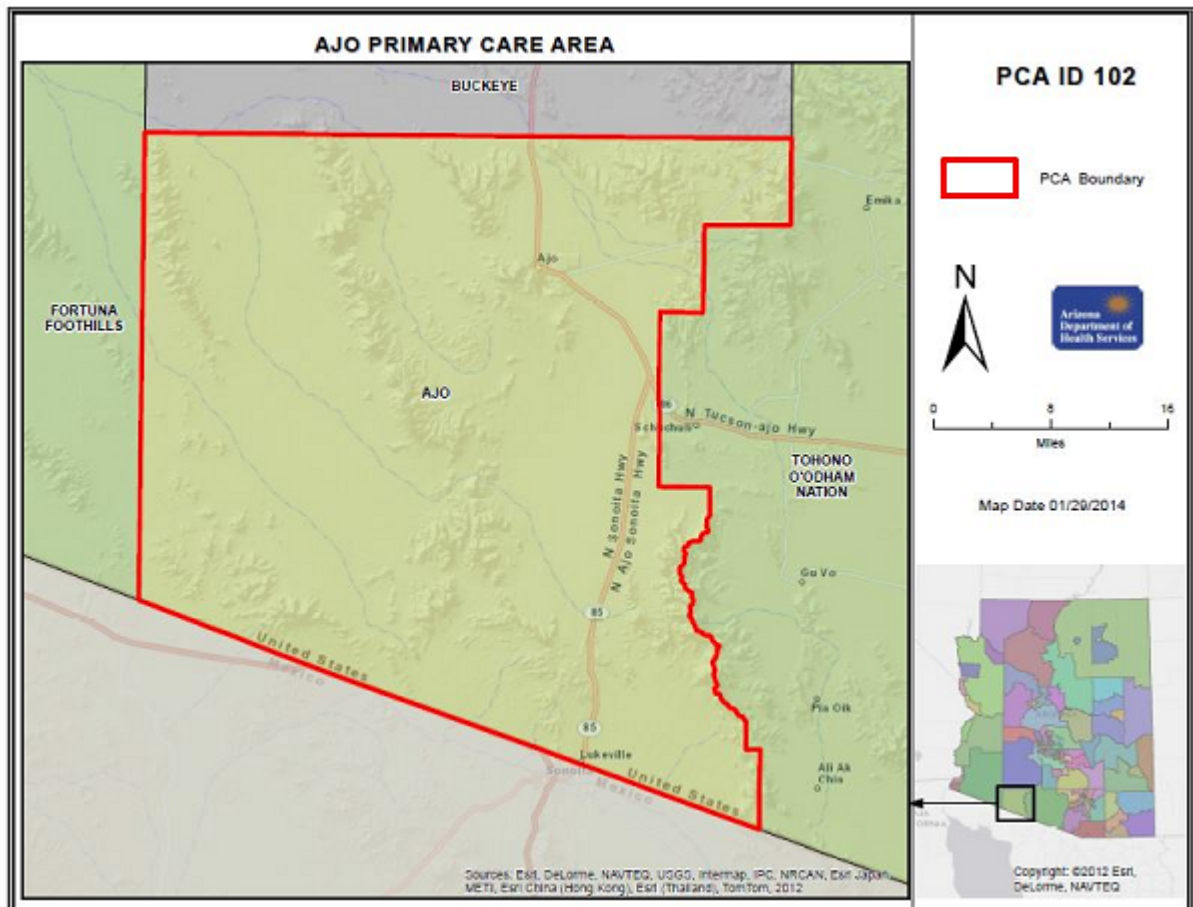 AJO PRIMARY CARE AREA
BUCKEYE
Emika
Ajo
FORTUNA
FOOTHILLS
AJO
86
N Tucson-ajo Hwy
Schuchuli
TOHONO
O'ODHAM
NATION
N Sonoita Hwy
N Ajo Sonoita Hwy
Go Vo
85
United States
Mexico
Pia Oik
85
Lukeville
Ali Ak
Chin
Sonoita
United States
Mexico
Sources: Esri, DeLorme, NAVTEQ, USGS, Intermap, IPC, NRCAN, Esri Japan,
METI, Esri China (Hong Kong), Esri (Thailand), TomTom, 2012
PCA ID 102
PCA Boundary
N
Arizona
Department of
Health Services
0 8 16
Miles
Map Date 01/29/2014
Copyright: ©2012 Esri,
DeLorme, NAVTEQ